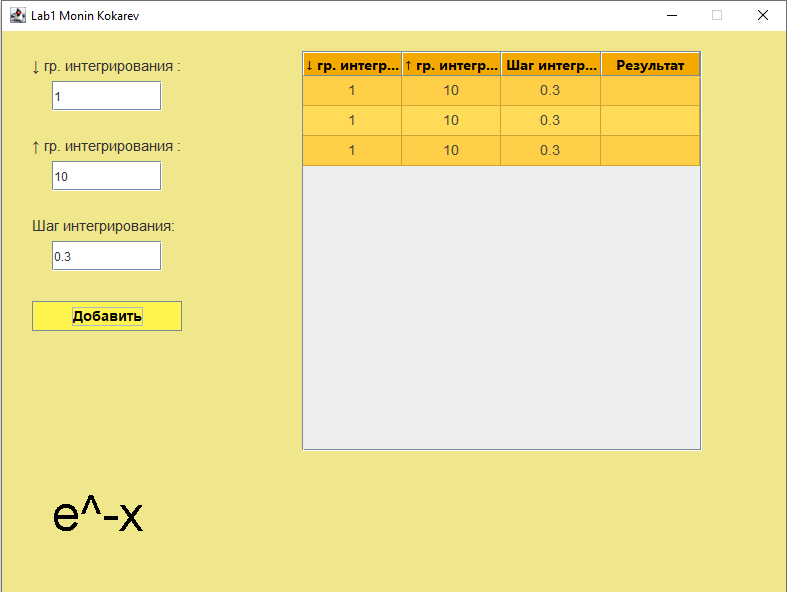 Lab1 Monin Kokarev
↓ гр. интегрирования :
1
↑ гр. интегрирования :
10
Шаг интегрирования:
0.3
Добавить
↓ гр. интегр... ↑ гр. интегр... Шаг интегр... Результат
1 10 0.3
1 10 0.3
1 10 0.3
e^-x